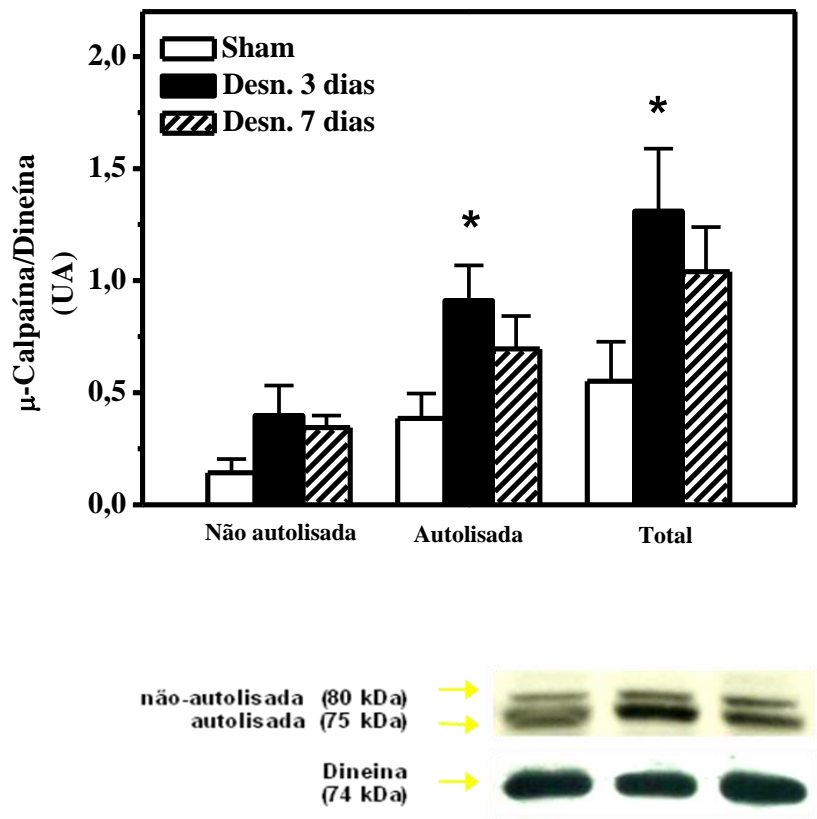 2,0
1,5
1,0
0,5
0,0
μ-Calpaína/Dineína
(UA)
Sham
Desn. 3 dias
Desn. 7 dias
*
*
Não autolisada
Autolisada
Total
não-autolisada (80 kDa)
autolisada (75 kDa)
Dineina
(74 kDa)